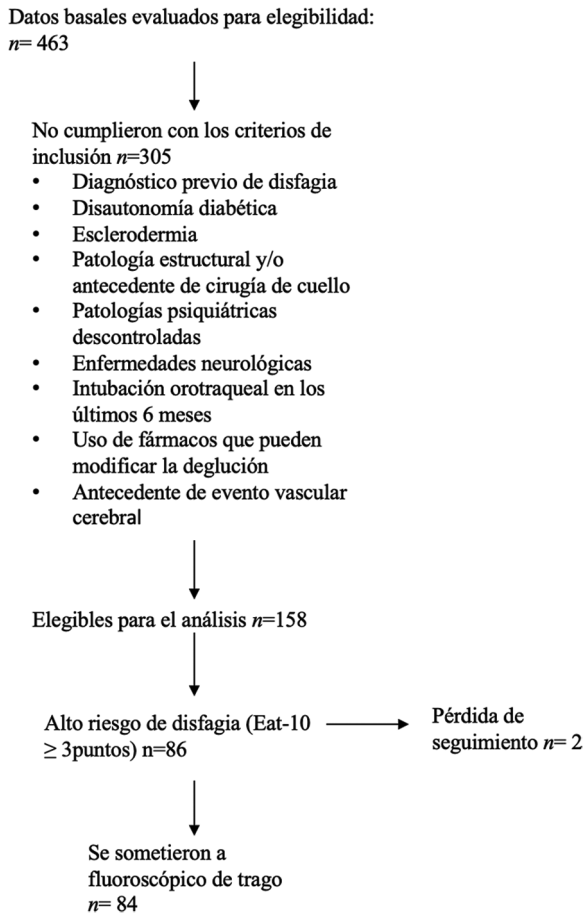 Datos basales evaluados para elegibilidad:
n= 463
No cumplieron con los criterios de
inclusión n=305
• Diagnóstico previo de disfagia
• Disautonomía diabética
• Esclerodermia
• Patología estructural y/o
antecedente de cirugía de cuello
• Patologías psiquiátricas
descontroladas
• Enfermedades neurológicas
• Intubación orotraqueal en los
últimos 6 meses
• Uso de fármacos que pueden
modificar la deglución
• Antecedente de evento vascular
cerebral
Elegibles para el análisis n=158
Alto riesgo de disfagia (Eat-10
≥ 3puntos) n=86
Pérdida de
seguimiento n= 2
Se sometieron a
fluoroscópico de trago
n= 84